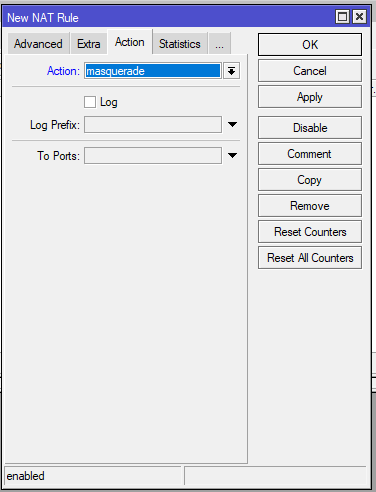 New NAT Rule
Advanced Extra Action Statistics ...
Action: masquerade
Log
Log Prefix:
To Ports:
OK
Cancel
Apply
Disable
Comment
Copy
Remove
Reset Counters
Reset All Counters
enabled